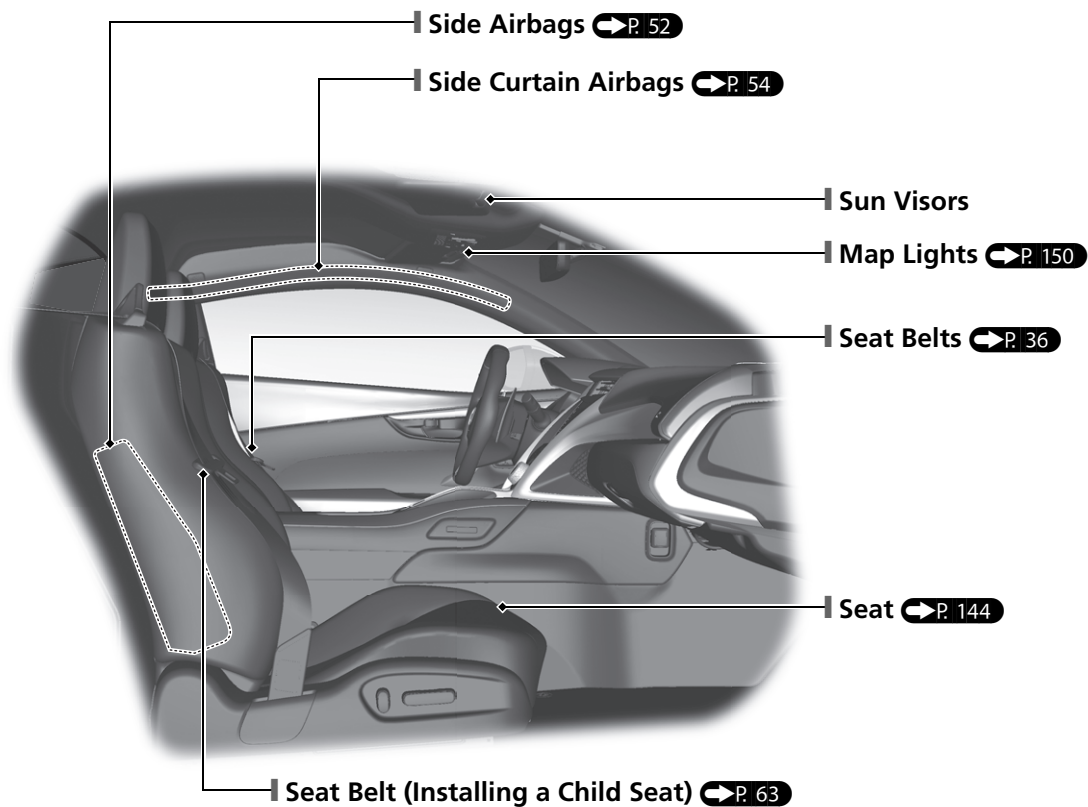 Side Airbags P. 52
Side Curtain Airbags P. 54
Sun Visors
Map Lights P. 150
Seat Belts P. 36
Seat P. 144
Seat Belt (Installing a Child Seat) P. 63